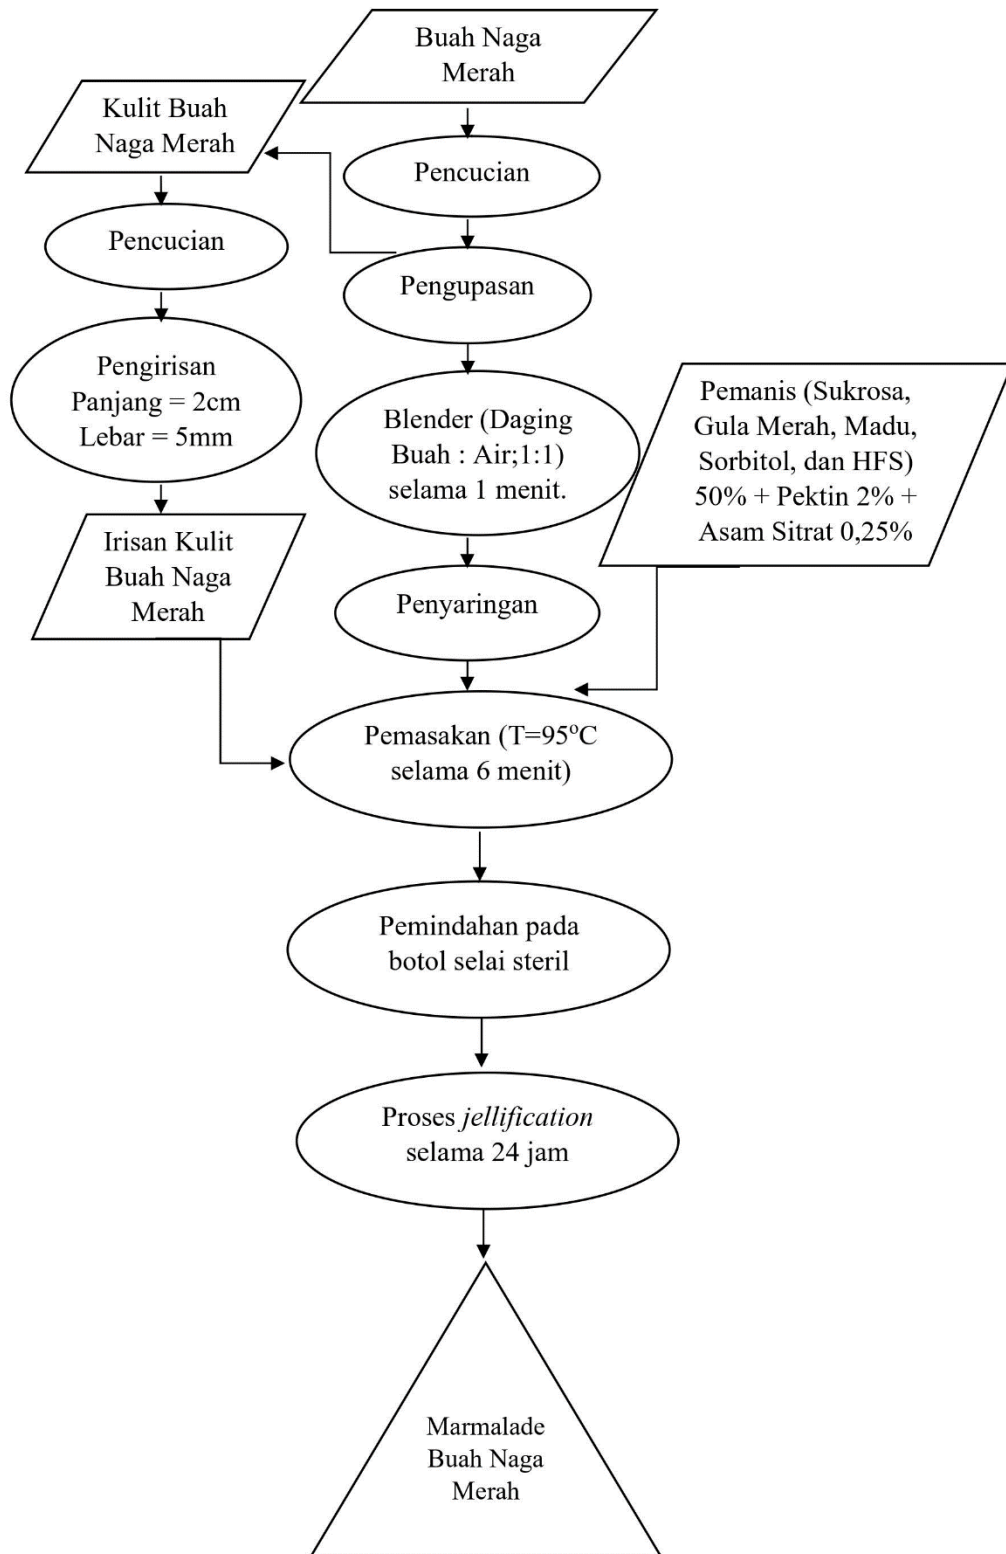 Buah Naga
Merah
Kulit Buah
Naga Merah
Pencucian
Pencucian
Pengupasan
Pengirisan
Panjang = 2cm
Lebar = 5mm
Blender (Daging
Buah : Air;1:1)
selama 1 menit.
Pemanis (Sukrosa,
Gula Merah, Madu,
Sorbitol, dan HFS)
50% + Pektin 2% +
Asam Sitrat 0,25%
Irisan Kulit
Buah Naga
Merah
Penyaringan
Pemasakan (T=95°C
selama 6 menit)
Pemindahan pada
botol selai steril
Proses jellification
selama 24 jam
Marmalade
Buah Naga
Merah